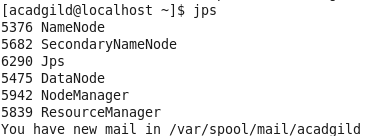 [acadgild@localhost ~]$ jps
5376 NameNode
5682 SecondaryNameNode
6290 Jps
5475 DataNode
5942 NodeManager
5839 ResourceManager
You have new mail in /var/spool/mail/acadgild